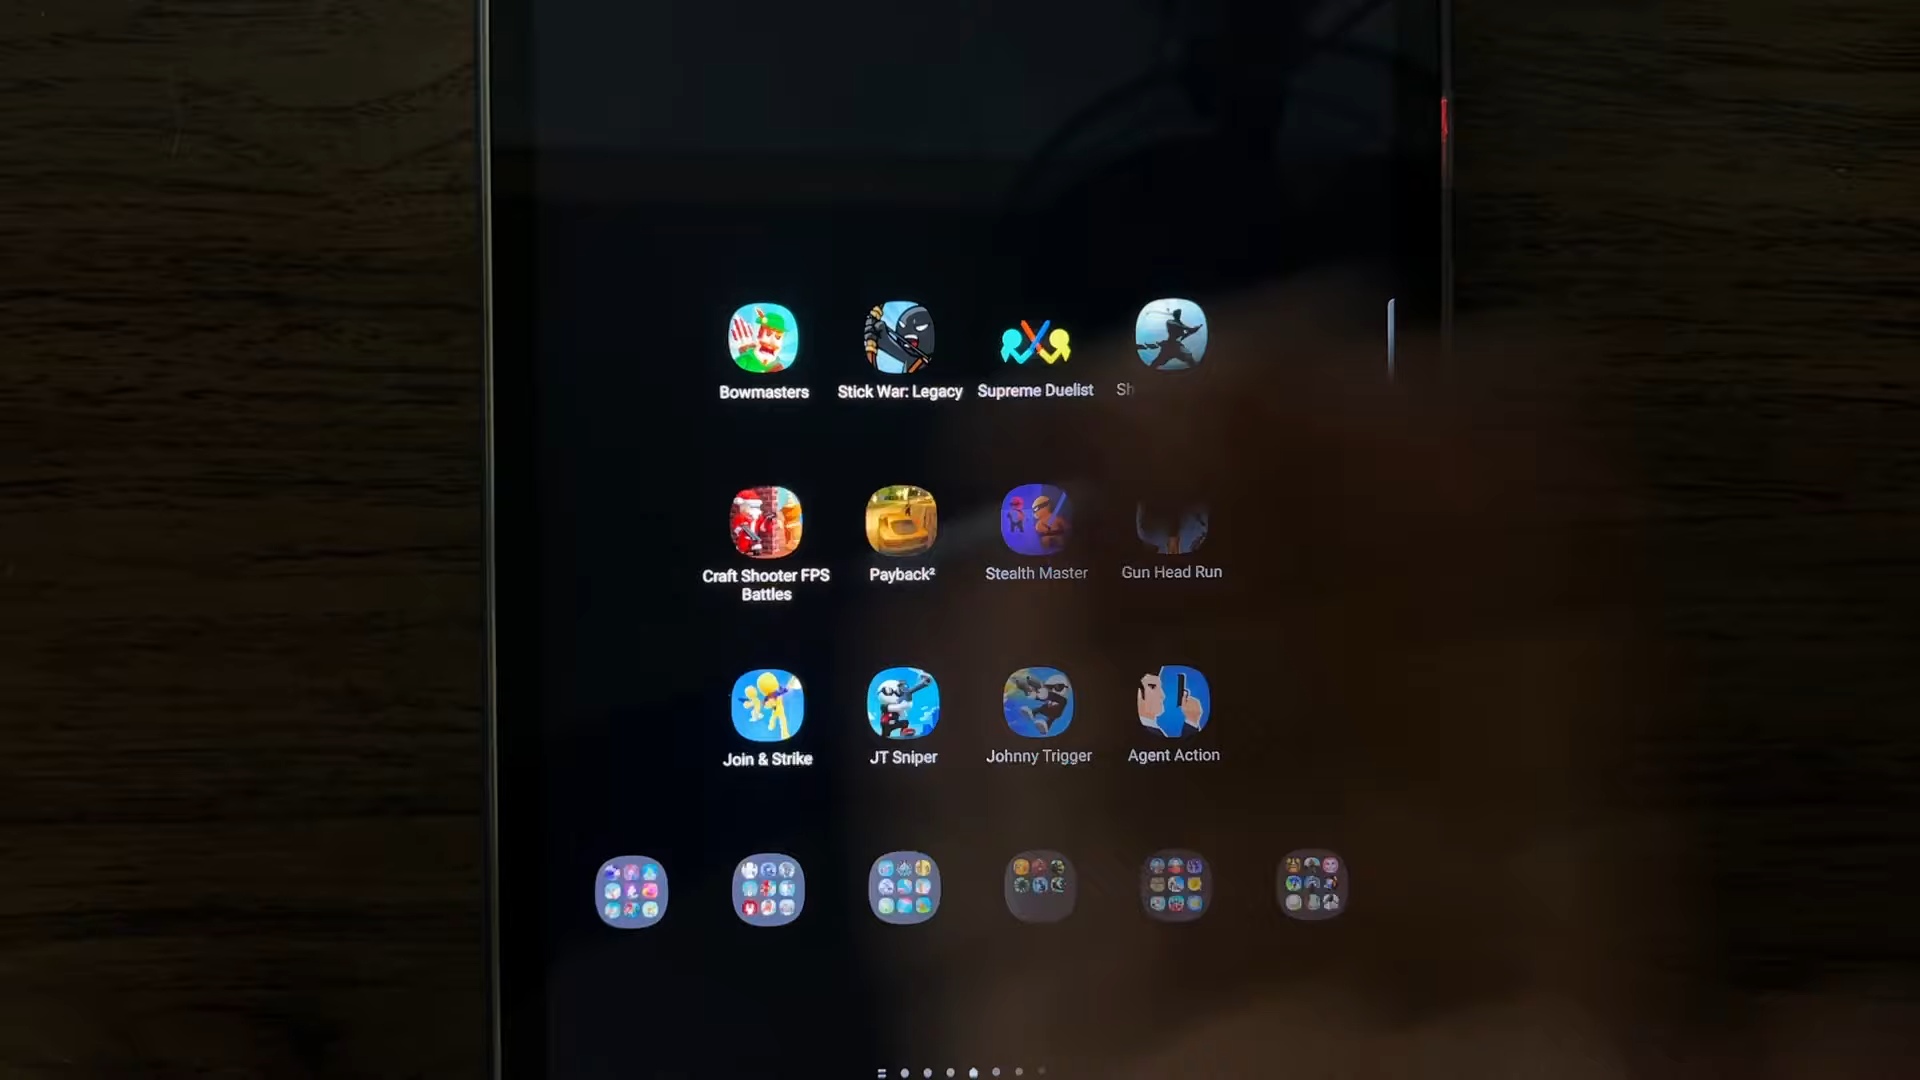 Bowmasters
Stick War: Legacy
Supreme Duelist
Sh
Craft Shooter FPS
Battles
Payback²
Stealth Master
Gun Head Run
Join & Strike
JT Sniper
Johnny Trigger
Agent Action